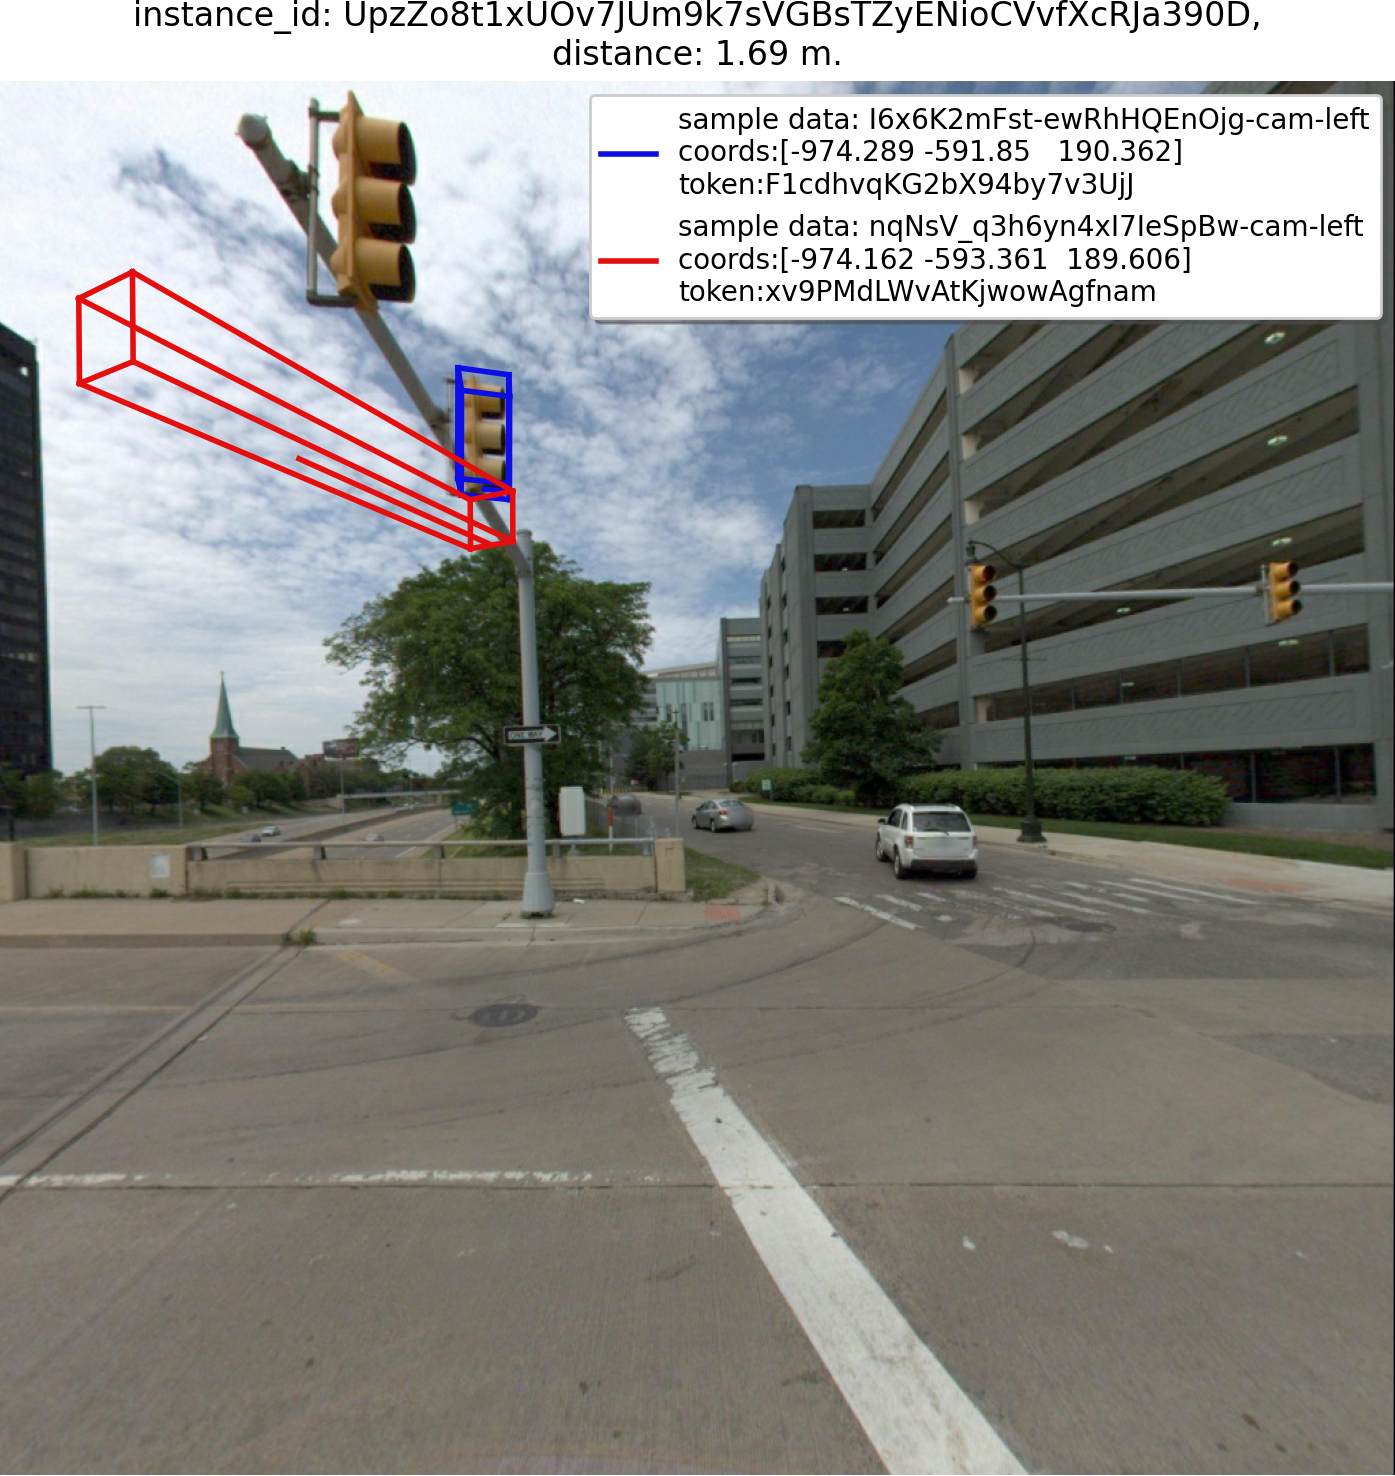 instance_id: UpzZo8t1xUOv7JUm9k7sVGBsTZyENioCVvfXcRJa390D,
distance: 1.69 m.
sample data: I6x6K2mFst-ewRhHQEnOjg-cam-left
coords:[-974.289 -591.85   190.362]
token:F1cdhvqKG2bX94by7v3UjJ
sample data: nqNsV_q3h6yn4xI7IeSpBw-cam-left
coords:[-974.162 -593.361  189.606]
token:xv9PMdLWvAtKjwowAgfnam
ONE WAY